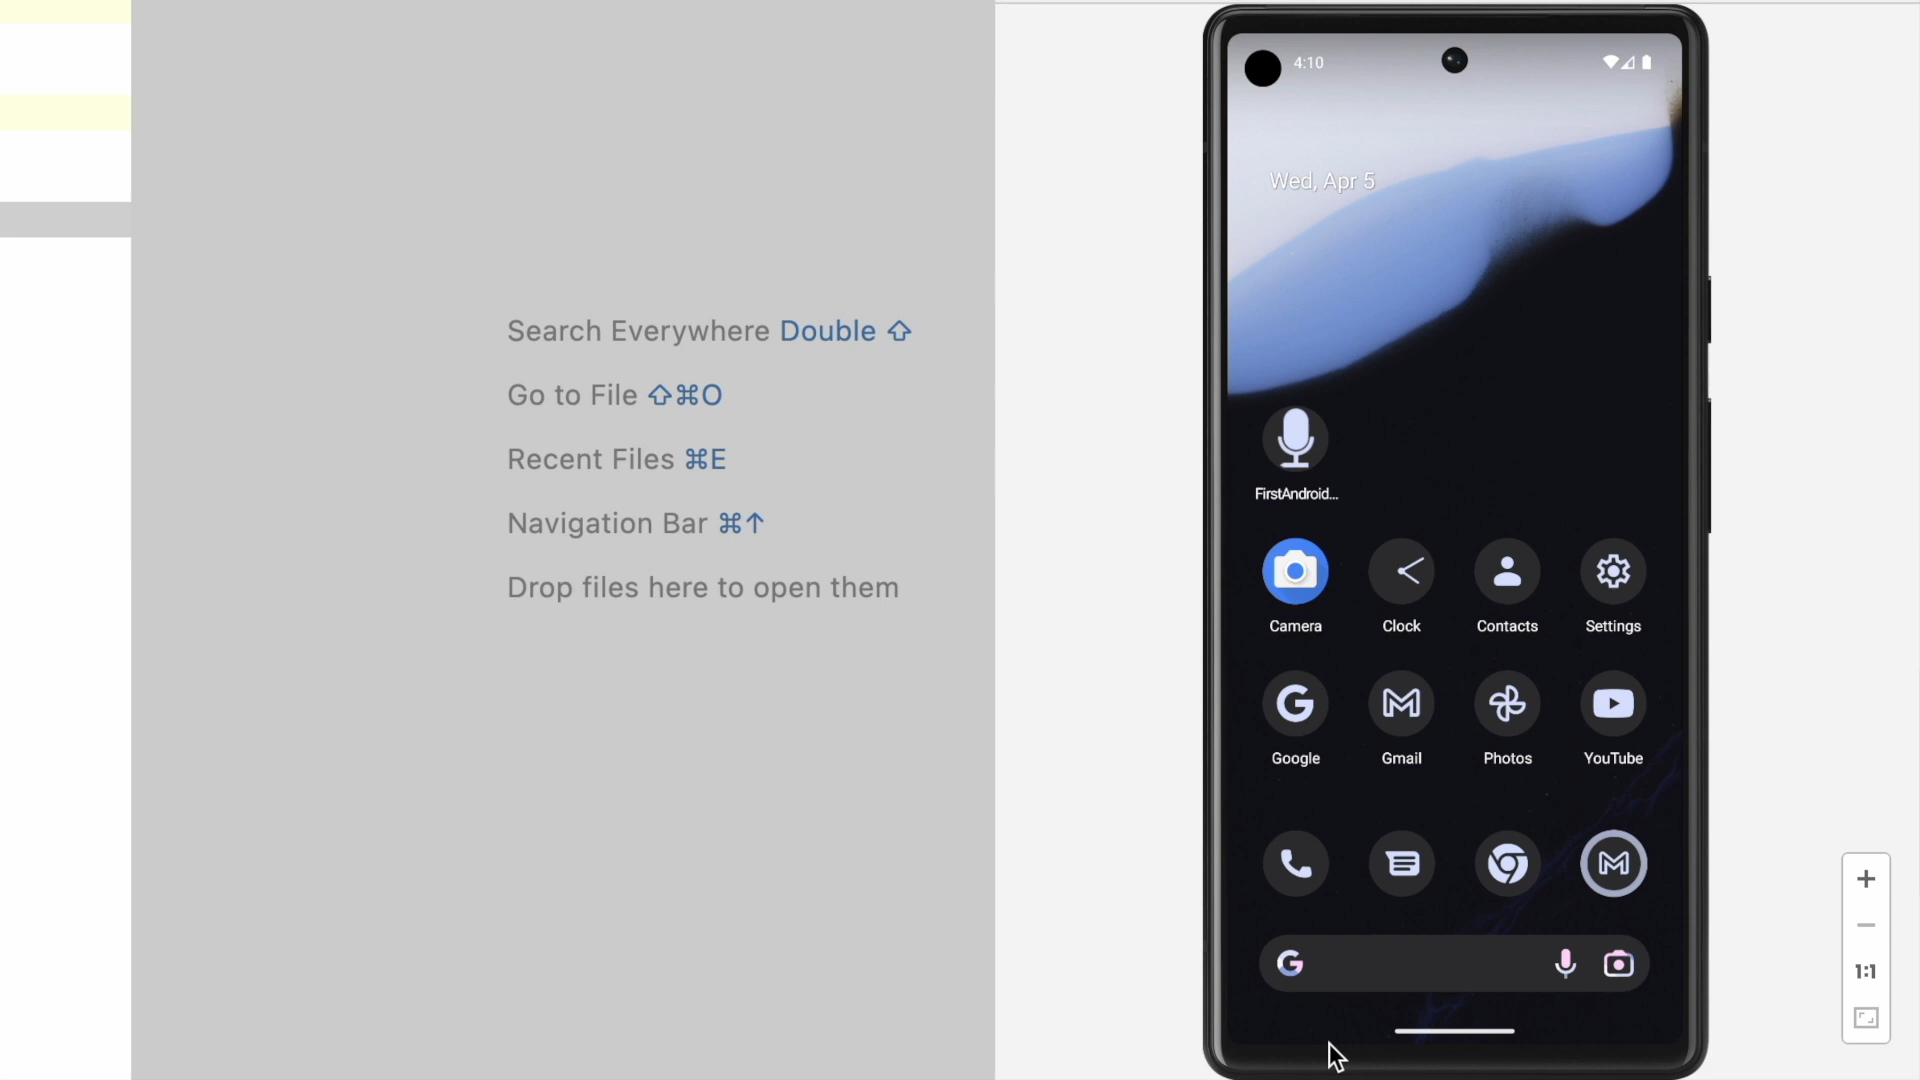 Search Everywhere Double ⇧
Go to File ⇧⌘O
Recent Files ⌘E
Navigation Bar ⌘↑
Drop files here to open them
4:10
Wed, Apr 5
FirstAndroid...
Camera Clock Contacts Settings
Google Gmail Photos YouTube
1:1